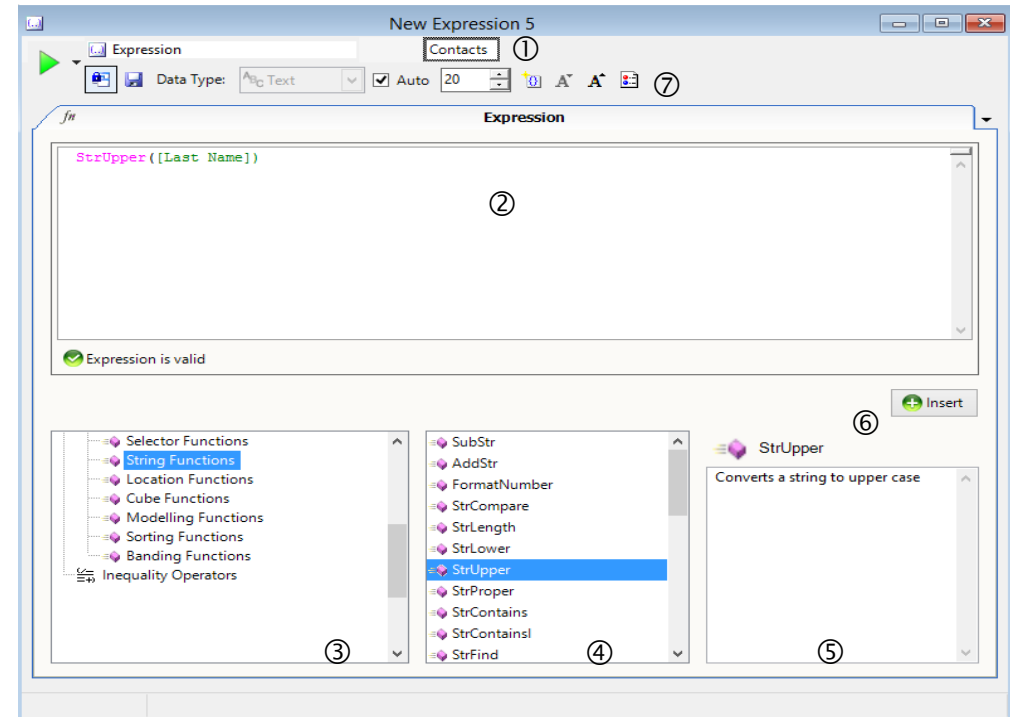 New Expression 5
Expression Contacts ①
Data Type: ABC Text Auto 20 {0} A A ⑦
fn Expression
StrUpper([Last Name])
②
Expression is valid
Insert
⑥
Selector Functions
String Functions
Location Functions
Cube Functions
Modelling Functions
Sorting Functions
Banding Functions
Inequality Operators
③
SubStr
AddStr
FormatNumber
StrCompare
StrLength
StrLower
StrUpper
StrProper
StrContains
StrContainsI
StrFind
④
StrUpper
Converts a string to upper case
⑤